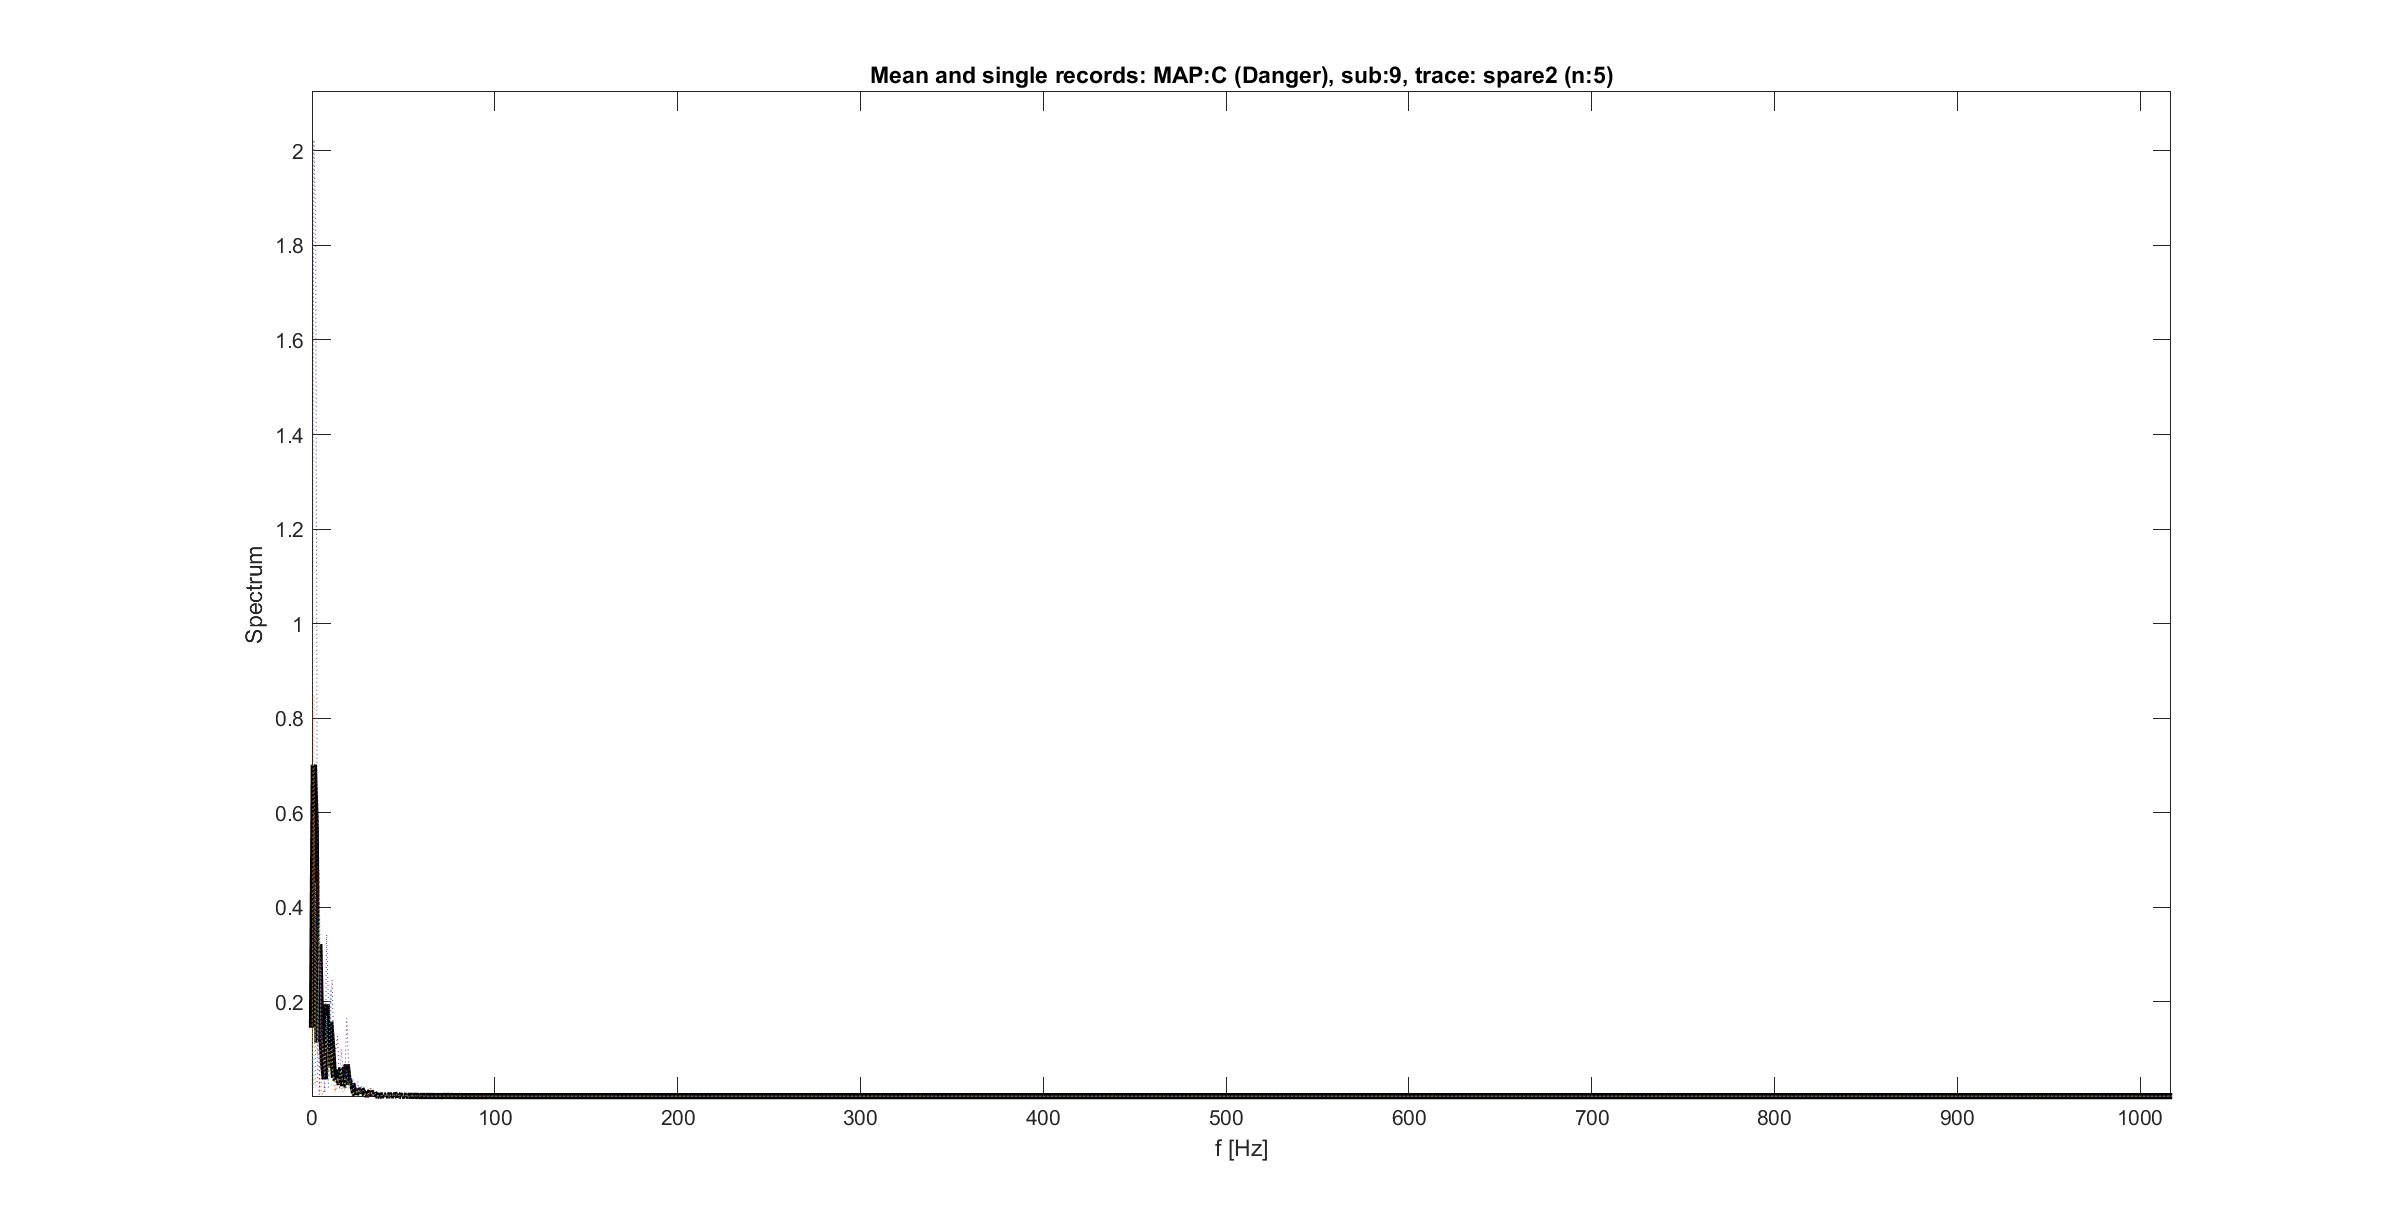 Mean and single records: MAP:C (Danger), sub:9, trace: spare2 (n:5)
2
1.8
1.6
1.4
1.2
1
0.8
0.6
0.4
0.2
Spectrum
0 100 200 300 400 500 600 700 800 900 1000
f [Hz]